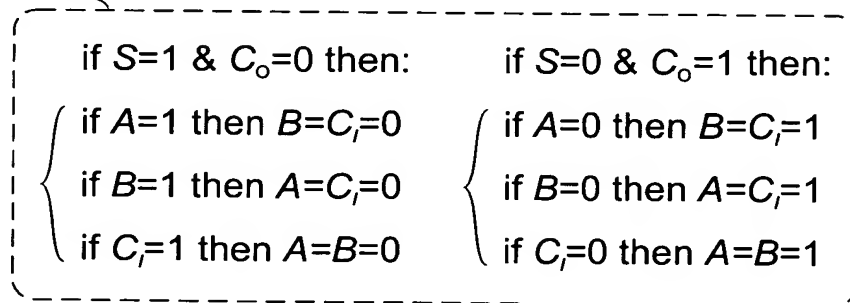 if S=1 & Cₒ=0 then:
if A=1 then B=Cᵢ=0
if B=1 then A=Cᵢ=0
if Cᵢ=1 then A=B=0
if S=0 & Cₒ=1 then:
if A=0 then B=Cᵢ=1
if B=0 then A=Cᵢ=1
if Cᵢ=0 then A=B=1